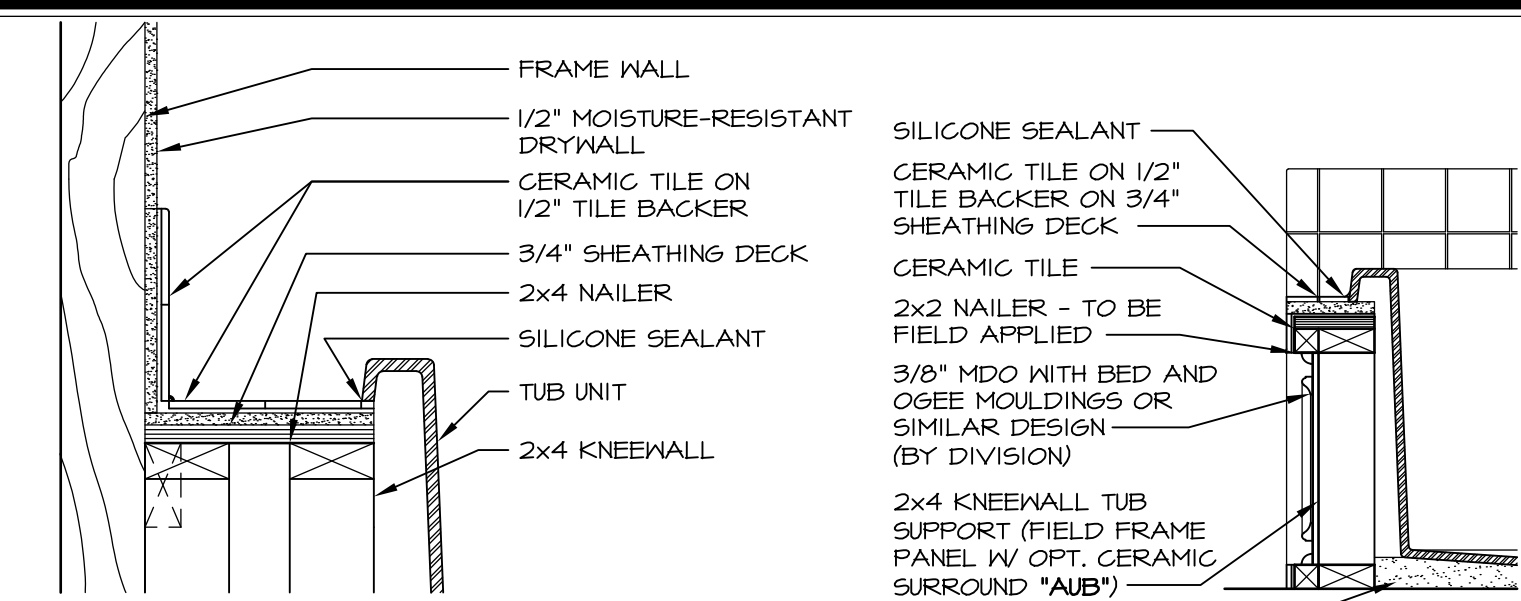 FRAME WALL
1/2" MOISTURE-RESISTANT
DRYWALL
CERAMIC TILE ON
1/2" TILE BACKER
3/4" SHEATHING DECK
2x4 NAILER
SILICONE SEALANT
TUB UNIT
2x4 KNEEWALL
SILICONE SEALANT
CERAMIC TILE ON 1/2"
TILE BACKER ON 3/4"
SHEATHING DECK
CERAMIC TILE
2x2 NAILER - TO BE
FIELD APPLIED
3/8" MDO WITH BED AND
OGEE MOULDINGS OR
SIMILAR DESIGN
(BY DIVISION)
2x4 KNEEWALL TUB
SUPPORT (FIELD FRAME
PANEL W/ OPT. CERAMIC
SURROUND "AUB")